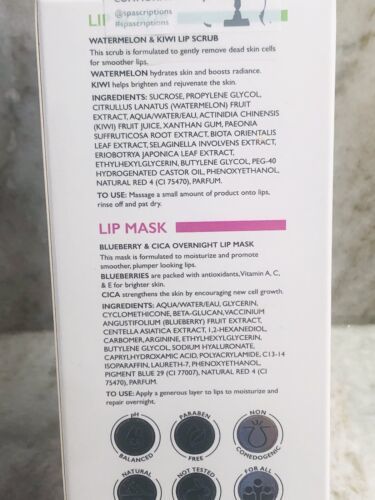 @spascriptions
#spascriptions
LIP
WATERMELON & KIWI LIP SCRUB
This scrub is formulated to gently remove dead skin cells
for smoother lips.
WATERMELON hydrates skin and boosts radiance.
KIWI helps brighten and rejuvenate the skin.
INGREDIENTS: SUCROSE, PROPYLENE GLYCOL,
CITRULLUS LANATUS (WATERMELON) FRUIT
EXTRACT, AQUA/WATER/EAU, ACTINIDIA CHINENSIS
(KIWI) FRUIT JUICE, XANTHAN GUM, PAEONIA
SUFFRUTICOSA ROOT EXTRACT, BIOTA ORIENTALIS
LEAF EXTRACT, SELAGINELLA INVOLVENS EXTRACT,
ERIOBOTRYA JAPONICA LEAF EXTRACT,
ETHYLHEXYLGLYCERIN, BUTYLENE GLYCOL, PEG-40
HYDROGENATED CASTOR OIL, PHENOXYETHANOL,
NATURAL RED 4 (CI 75470), PARFUM.
TO USE: Massage a small amount of product onto lips,
rinse off and pat dry.
LIP MASK
BLUEBERRY & CICA OVERNIGHT LIP MASK
This mask is formulated to moisturize and promote
smoother, plumper looking lips.
BLUEBERRIES are packed with antioxidants, Vitamin A, C,
& E for brighter skin.
CICA strengthens the skin by encouraging new cell growth.
INGREDIENTS: AQUA/WATER/EAU, GLYCERIN,
CYCLOMETHICONE, BETA-GLUCAN, VACCINIUM
ANGUSTIFOLIUM (BLUEBERRY) FRUIT EXTRACT,
CENTELLA ASIATICA EXTRACT, 1,2-HEXANEDIOL,
CARBOMER, ARGININE, ETHYLHEXYLGLYCERIN,
BUTYLENE GLYCOL, SODIUM HYALURONATE,
CAPRYLHYDROXAMIC ACID, POLYACRYLAMIDE, C13-14
ISOPARAFFIN, LAURETH-7, PHENOXYETHANOL,
PIGMENT BLUE 29 (CI 77007), NATURAL RED 4 (CI
75470), PARFUM.
TO USE: Apply a generous layer to lips to moisturize and
repair overnight.
pH BALANCED
PARABEN FREE
NON COMEDOGENIC
NATURAL
NOT TESTED
FOR ALL